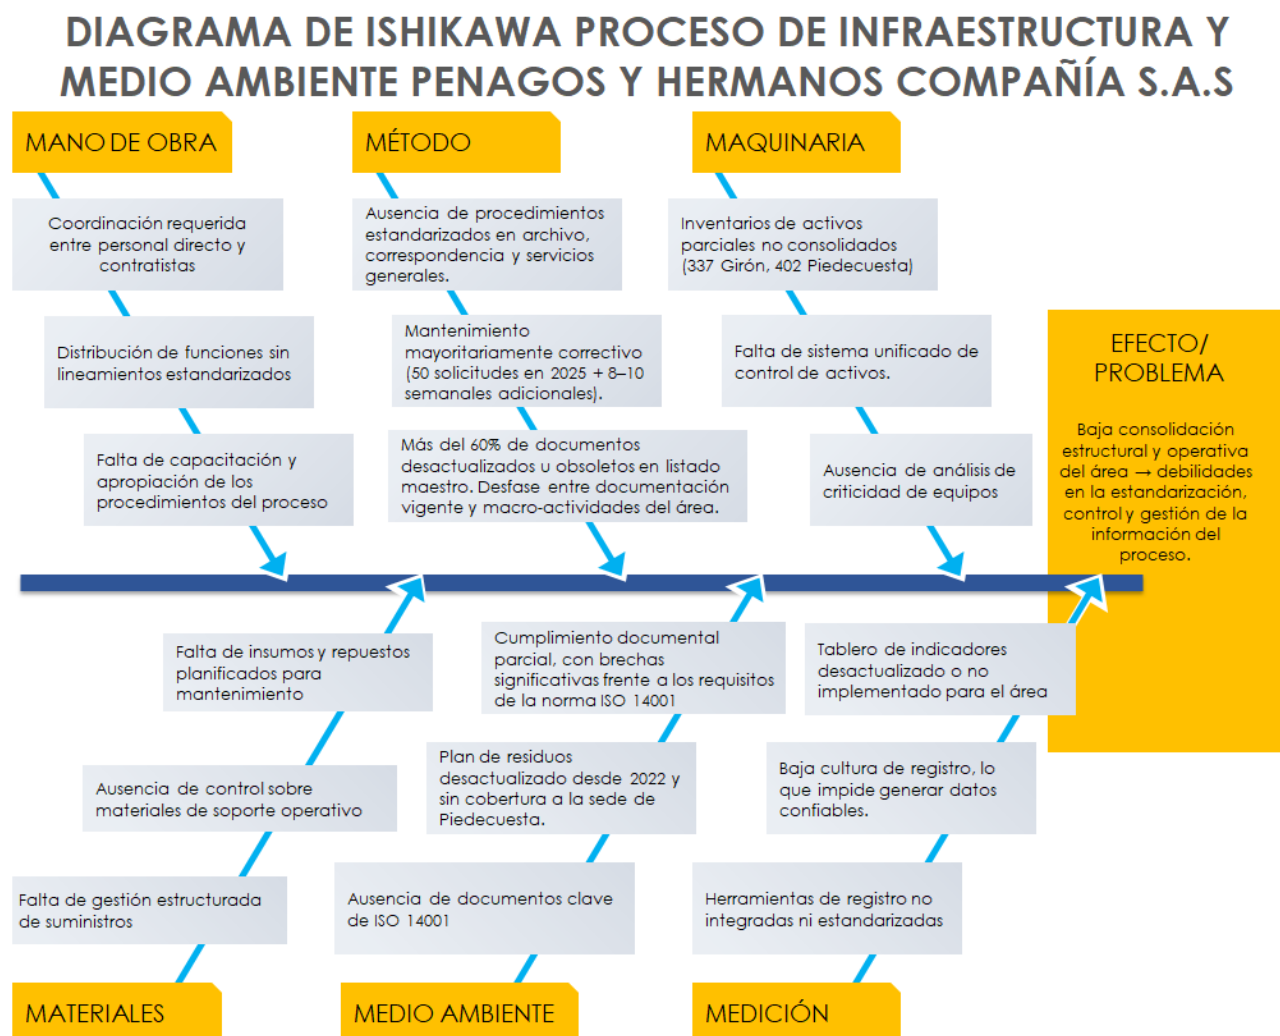 DIAGRAMA DE ISHIKAWA PROCESO DE INFRAESTRUCTURA Y
MEDIO AMBIENTE PENAGOS Y HERMANOS COMPAÑÍA S.A.S
MANO DE OBRA
Coordinación requerida
entre personal directo y
contratistas
Distribución de funciones sin
lineamientos estandarizados
Falta de capacitación y
apropiación de los
procedimientos del proceso
MÉTODO
Ausencia de procedimientos
estandarizados en archivo,
correspondencia y servicios
generales.
Mantenimiento
mayoritariamente correctivo
(50 solicitudes en 2025 + 8–10
semanales adicionales).
Más del 60% de documentos
desactualizados u obsoletos en listado
maestro. Desfase entre documentación
vigente y macro-actividades del área.
MAQUINARIA
Inventarios de activos
parciales no consolidados
(337 Girón, 402 Piedecuesta)
Falta de sistema unificado de
control de activos.
Ausencia de análisis de
criticidad de equipos
EFECTO/
PROBLEMA
Baja consolidación
estructural y operativa
del área → debilidades
en la estandarización,
control y gestión de la
información del
proceso.
Falta de insumos y repuestos
planificados para
mantenimiento
Ausencia de control sobre
materiales de soporte operativo
Falta de gestión estructurada
de suministros
MATERIALES
Cumplimiento documental
parcial, con brechas
significativas frente a los requisitos
de la norma ISO 14001
Plan de residuos
desactualizado desde 2022 y
sin cobertura a la sede de
Piedecuesta.
Ausencia de documentos clave
de ISO 14001
MEDIO AMBIENTE
Tablero de indicadores
desactualizado o no
implementado para el área
Baja cultura de registro, lo
que impide generar datos
confiables.
Herramientas de registro no
integradas ni estandarizadas
MEDICIÓN